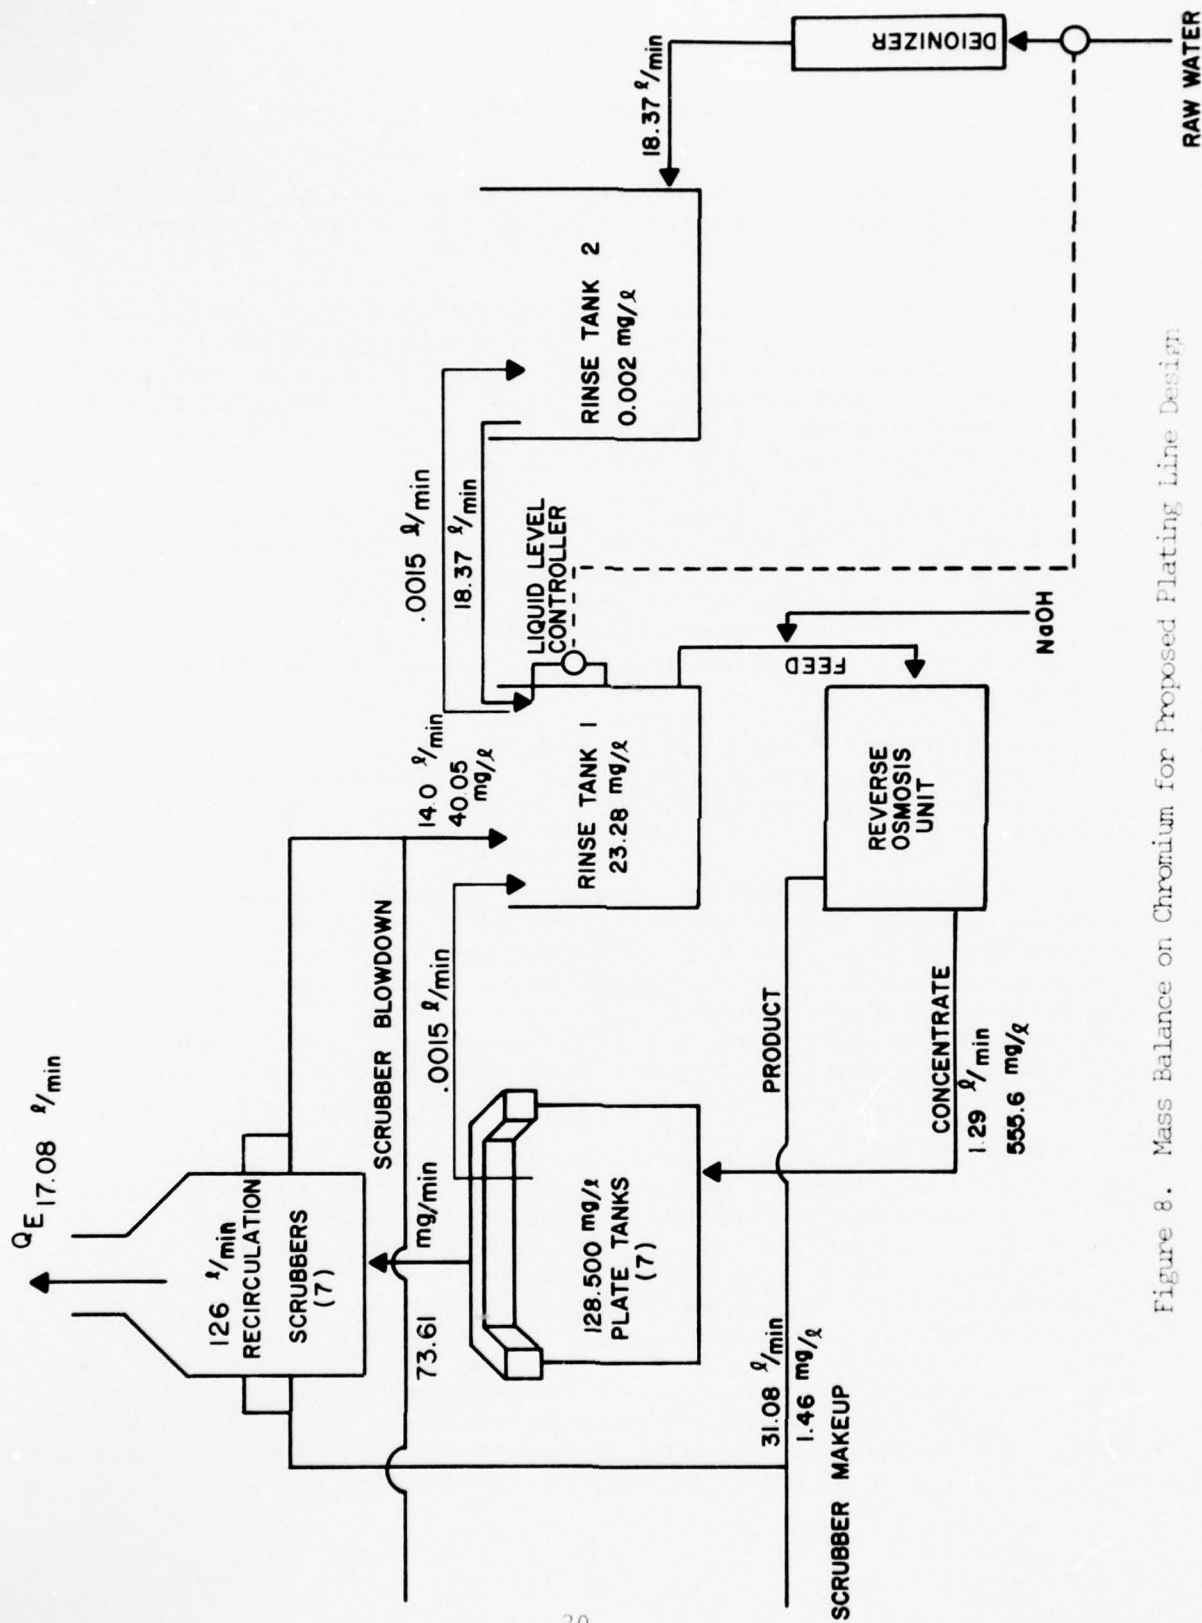 QE 17.08 ℓ/min
126 ℓ/min
RECIRCULATION
SCRUBBERS
(7)
SCRUBBER BLOWDOWN
73.61 mg/min
.0015 ℓ/min
128.500 mg/ℓ
PLATE TANKS
(7)
14.0 ℓ/min
40.05
mg/ℓ
.0015 ℓ/min
18.37 ℓ/min
LIQUID LEVEL
CONTROLLER
RINSE TANK 1
23.28 mg/ℓ
RINSE TANK 2
0.002 mg/ℓ
18.37 ℓ/min
DEIONIZER
RAW WATER
FEED
NaOH
REVERSE
OSMOSIS
UNIT
PRODUCT
31.08 ℓ/min
1.46 mg/ℓ
SCRUBBER MAKEUP
CONCENTRATE
1.29 ℓ/min
555.6 mg/ℓ
Figure 8. Mass Balance on Chromium for Proposed Plating Line Design